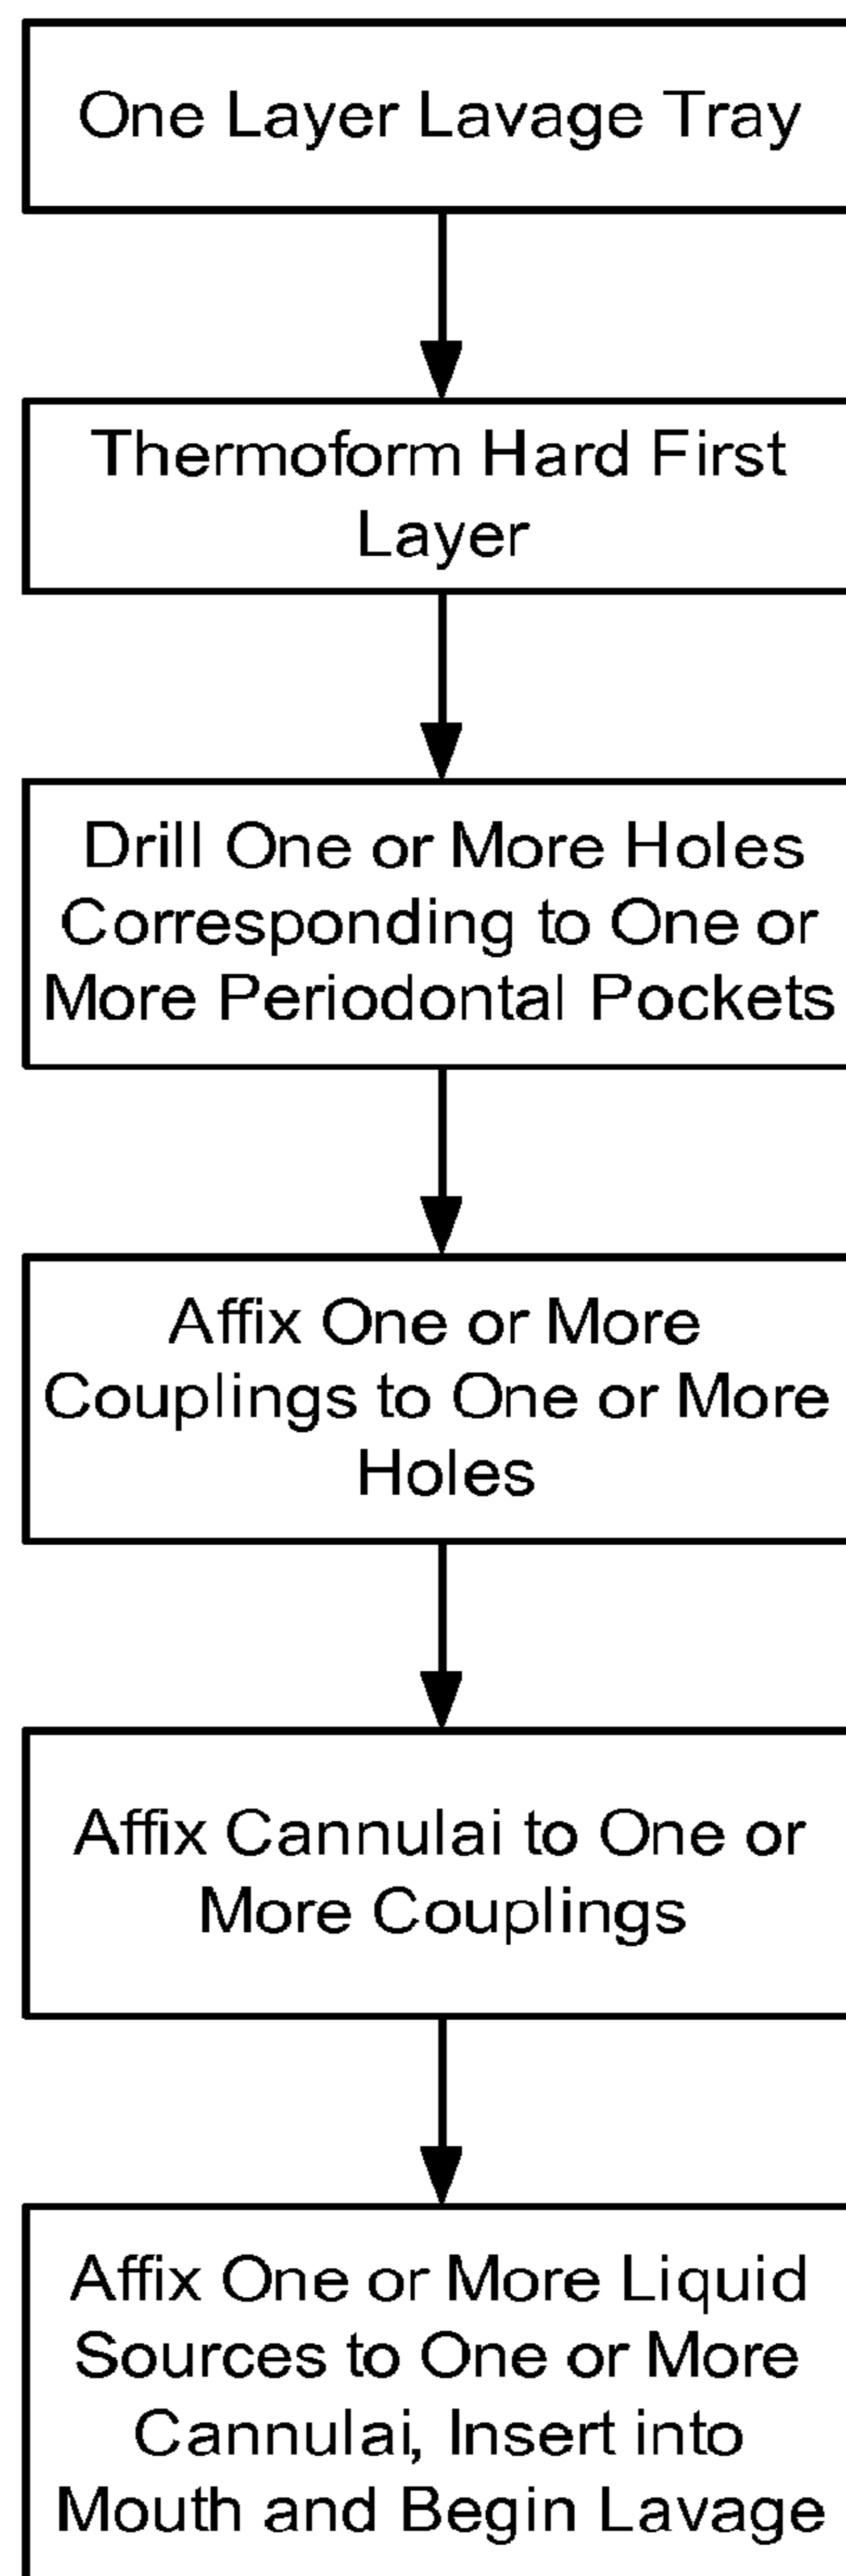 One Layer Lavage Tray
Thermoform Hard First
Layer
Drill One or More Holes
Corresponding to One or
More Periodontal Pockets
Affix One or More
Couplings to One or More
Holes
Affix Cannulai to One or
More Couplings
Affix One or More Liquid
Sources to One or More
Cannulai, Insert into
Mouth and Begin Lavage